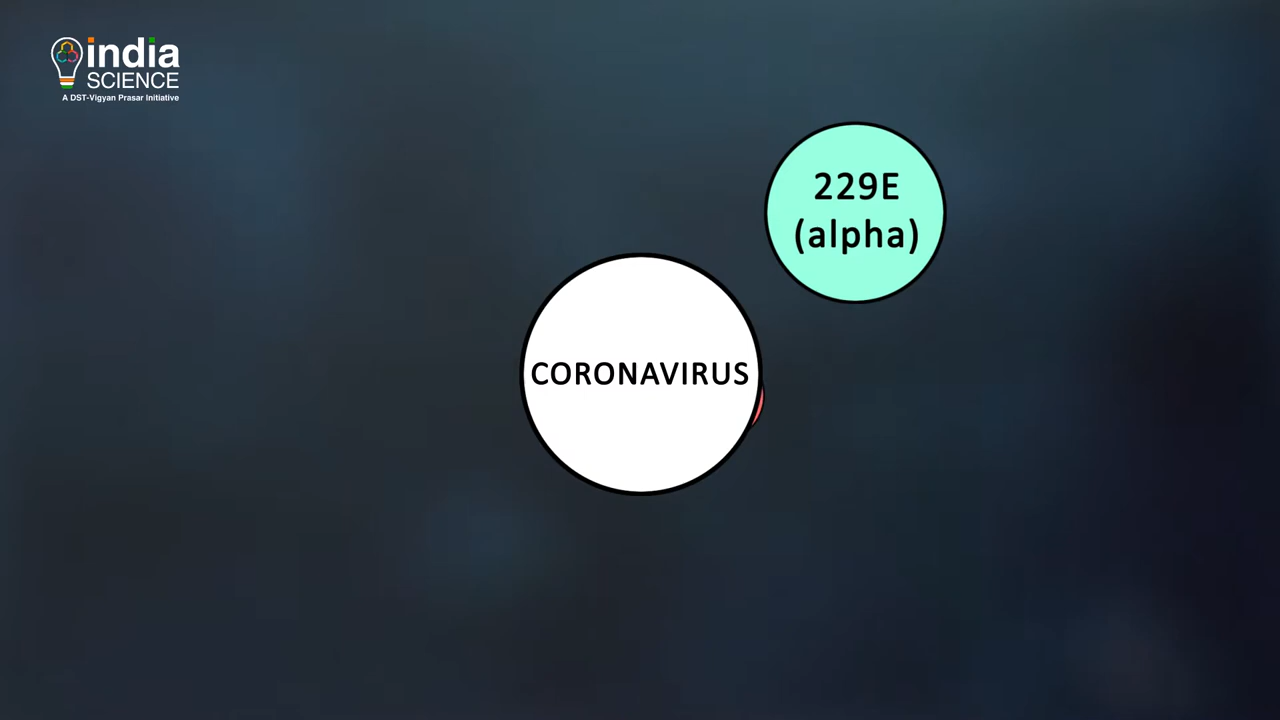 india
SCIENCE
A DST-Vigyan Prasar Initiative
229E
(alpha)
CORONAVIRUS